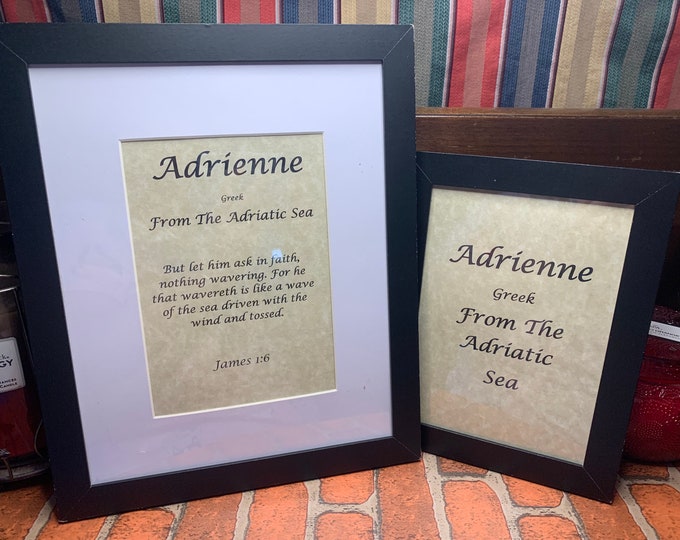 Adrienne
Greek
From The Adriatic Sea
But let him ask in faith,
nothing wavering. For he
that wavereth is like a wave
of the sea driven with the
wind and tossed.
James 1:6
Adrienne
Greek
From The
Adriatic
Sea